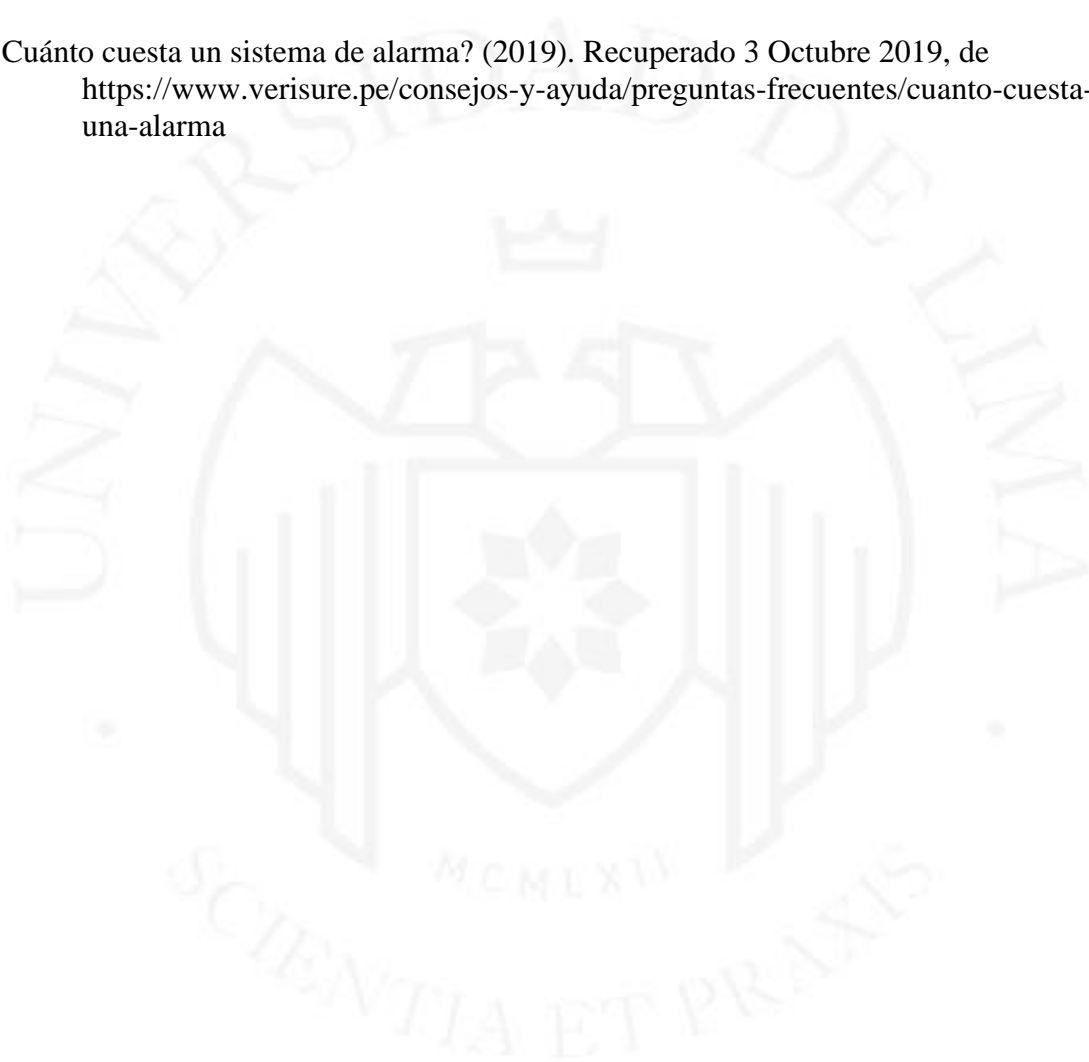 Cuánto cuesta un sistema de alarma? (2019). Recuperado 3 Octubre 2019, de
https://www.verisure.pe/consejos-y-ayuda/preguntas-frecuentes/cuanto-cuesta-
una-alarma
UNIVERSIDAD DE LIMA
MCMLXII
SCIENTIA ET PRAXIS